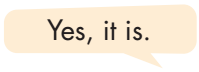 Yes, it is.